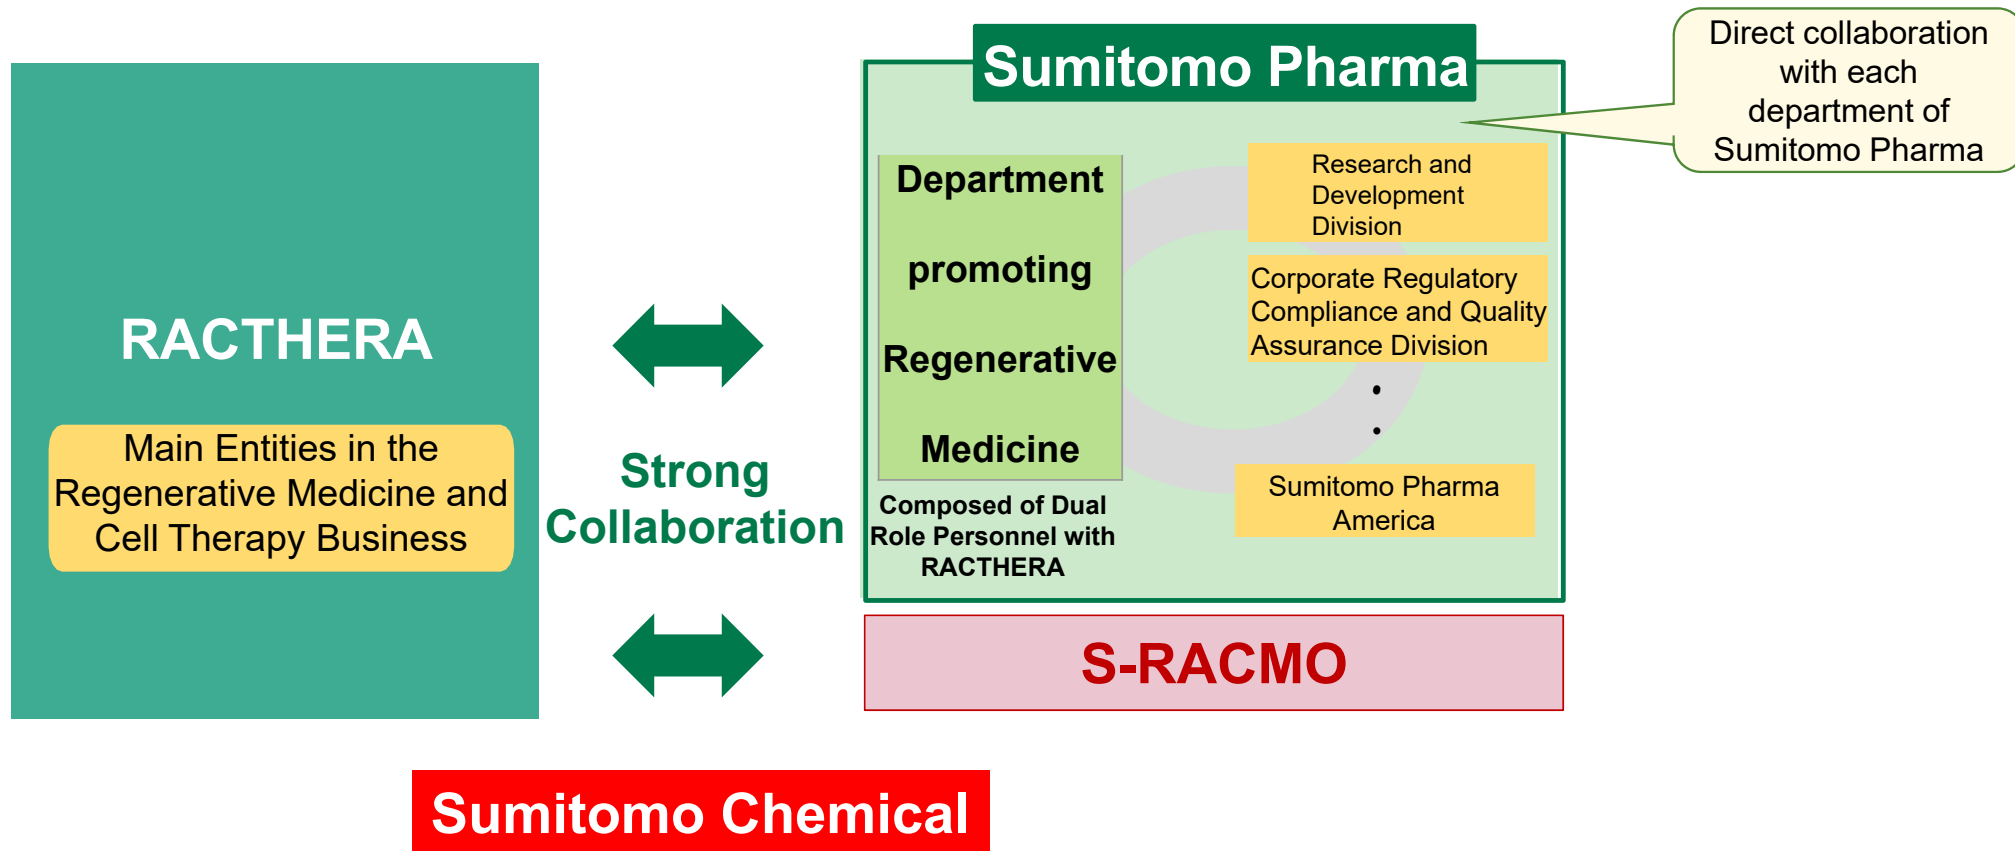 RACTHERA
Main Entities in the
Regenerative Medicine and
Cell Therapy Business
Strong
Collaboration
Sumitomo Pharma
Department
promoting
Regenerative
Medicine
Composed of Dual
Role Personnel with
RACTHERA
Research and
Development
Division
Corporate Regulatory
Compliance and Quality
Assurance Division
Sumitomo Pharma
America
Direct collaboration
with each
department of
Sumitomo Pharma
S-RACMO
Sumitomo Chemical